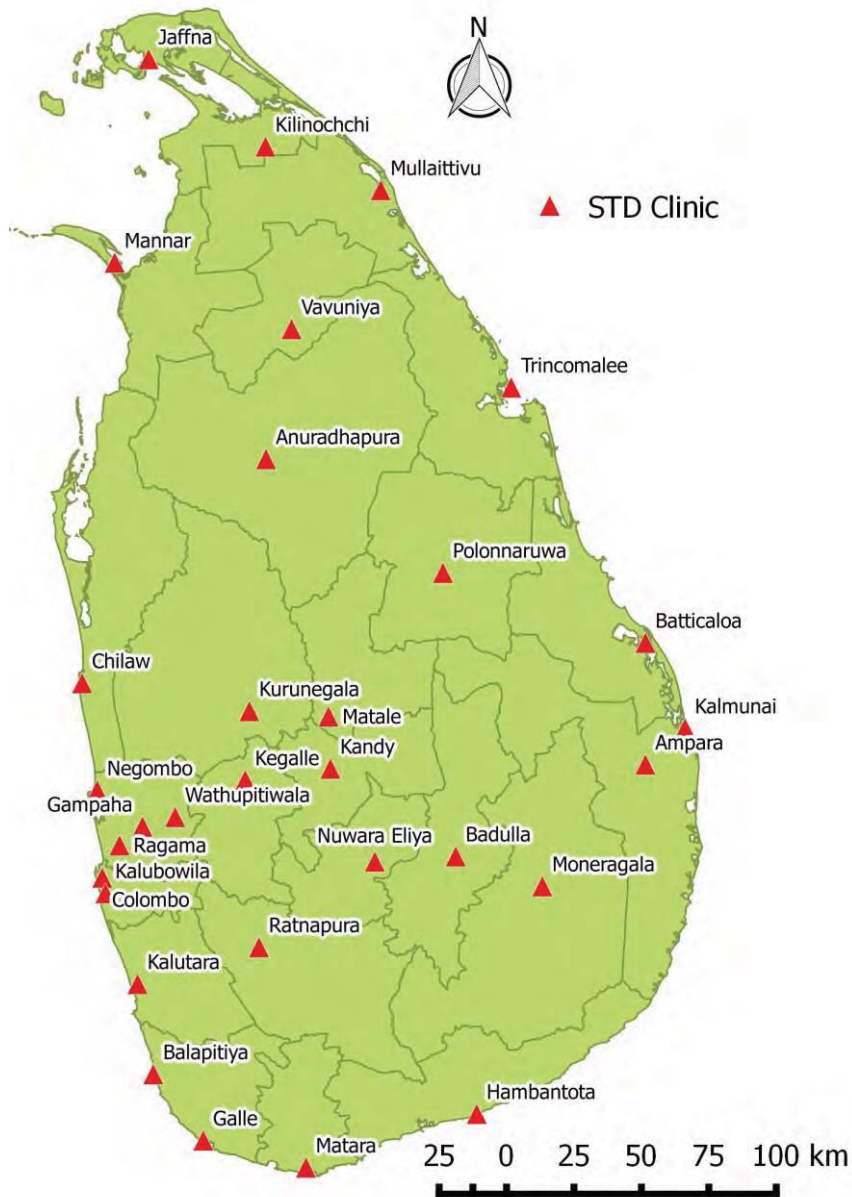 Jaffna
N
Kilinochchi
Mullaittivu
STD Clinic
Mannar
Vavuniya
Trincomalee
Anuradhapura
Polonnaruwa
Batticaloa
Chilaw
Kurunegala
Matale
Kalmunai
Kegalle
Kandy
Ampara
Negombo
Gampaha
Wathupitiwala
Ragama
Nuwara Eliya
Badulla
Kalubowila
Moneragala
Colombo
Ratnapura
Kalutara
Balapitiya
Hambantota
Galle
Matara
25 0 25 50 75 100 km